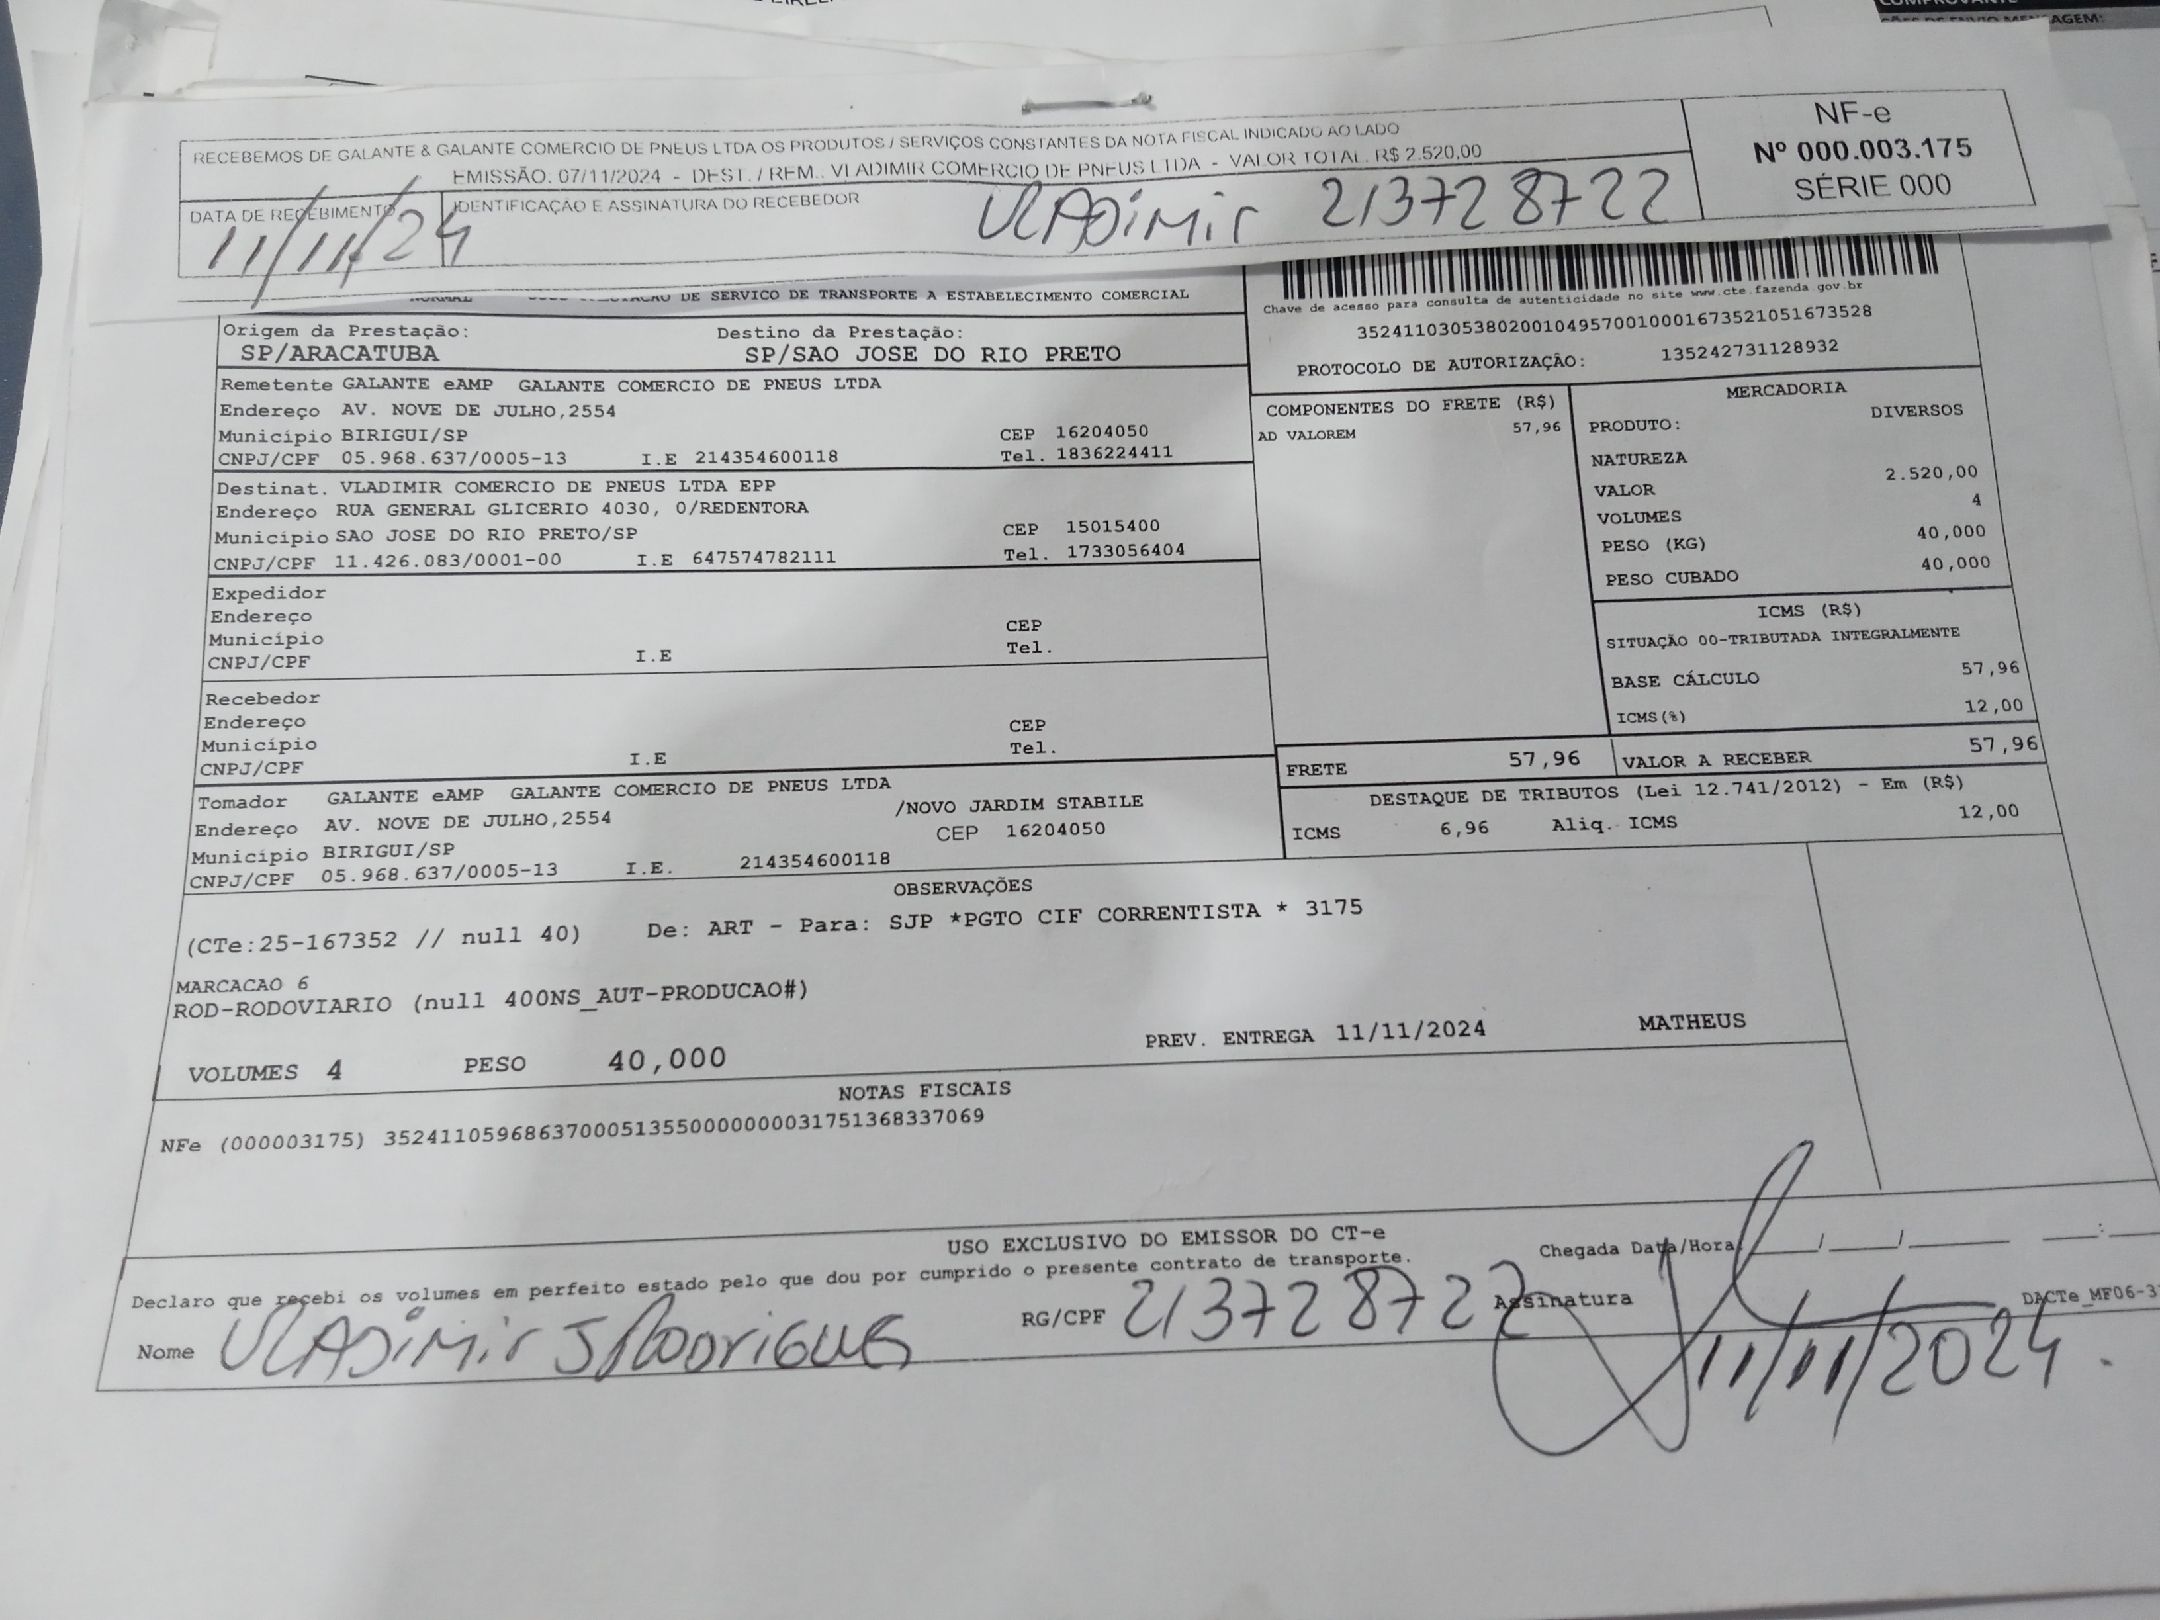 AGEM:
RECEBEMOS DE GALANTE & GALANTE COMERCIO DE PNEUS LTDA OS PRODUTOS / SERVIÇOS CONSTANTES DA NOTA FISCAL INDICADO AO LADO
EMISSÃO. 07/11/2024 - DEST. / REM.. VLADIMIR COMERCIO DE PNEUS LTDA - VALOR TOTAL. R$ 2.520,00
NF-e
Nº 000.003.175
SÉRIE 000
DATA DE RECEBIMENTO
IDENTIFICAÇÃO E ASSINATURA DO RECEBEDOR
11/11/24
VLADIMIR 213728722
DE SERVICO DE TRANSPORTE A ESTABELECIMENTO COMERCIAL
Chave de acesso para consulta de autenticidade no site www.cte.fazenda gov.br
35241103053802001049570010001673521051673528
PROTOCOLO DE AUTORIZAÇÃO: 135242731128932
Origem da Prestação: Destino da Prestação:
SP/ARACATUBA SP/SAO JOSE DO RIO PRETO
Remetente GALANTE eAMP GALANTE COMERCIO DE PNEUS LTDA
Endereço AV. NOVE DE JULHO,2554
Município BIRIGUI/SP CEP 16204050
CNPJ/CPF 05.968.637/0005-13 I.E 214354600118 Tel. 1836224411
Destinat. VLADIMIR COMERCIO DE PNEUS LTDA EPP
Endereço RUA GENERAL GLICERIO 4030, 0/REDENTORA
Município SAO JOSE DO RIO PRETO/SP CEP 15015400
CNPJ/CPF 11.426.083/0001-00 I.E 647574782111 Tel. 1733056404
Expedidor
Endereço
Município CEP
CNPJ/CPF I.E Tel.
Recebedor
Endereço
Município CEP
CNPJ/CPF I.E Tel.
Tomador GALANTE eAMP GALANTE COMERCIO DE PNEUS LTDA
Endereço AV. NOVE DE JULHO,2554 /NOVO JARDIM STABILE
Município BIRIGUI/SP CEP 16204050
CNPJ/CPF 05.968.637/0005-13 I.E. 214354600118
COMPONENTES DO FRETE (R$)
AD VALOREM 57,96
MERCADORIA
PRODUTO: DIVERSOS
NATUREZA
VALOR 2.520,00
VOLUMES 4
PESO (KG) 40,000
PESO CUBADO 40,000
ICMS (R$)
SITUAÇÃO 00-TRIBUTADA INTEGRALMENTE
BASE CÁLCULO 57,96
ICMS(%) 12,00
FRETE 57,96 VALOR A RECEBER 57,96
DESTAQUE DE TRIBUTOS (Lei 12.741/2012) - Em (R$)
ICMS 6,96 Aliq. ICMS 12,00
OBSERVAÇÕES
(CTe:25-167352 // null 40) De: ART - Para: SJP *PGTO CIF CORRENTISTA * 3175
MARCACAO 6
ROD-RODOVIARIO (null 400NS_AUT-PRODUCAO#)
VOLUMES 4 PESO 40,000 PREV. ENTREGA 11/11/2024 MATHEUS
NOTAS FISCAIS
NFe (000003175) 35241105968637000513550000000031751368337069
USO EXCLUSIVO DO EMISSOR DO CT-e
Declaro que recebi os volumes em perfeito estado pelo que dou por cumprido o presente contrato de transporte.
Chegada Data/Hora: ____/____/____ __:__
Nome VLADIMIR J RODRIGUES RG/CPF 213728722 Assinatura
11/11/2024.